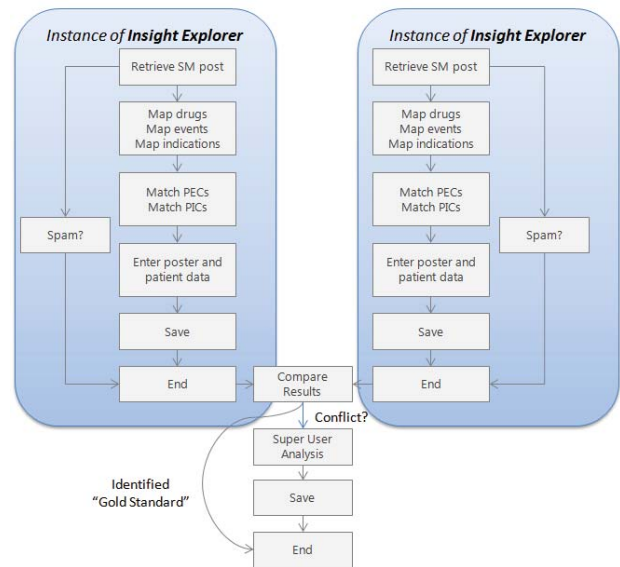 Instance of Insight Explorer
Retrieve SM post
Map drugs
Map events
Map indications
Match PECs
Match PICs
Spam?
Enter poster and
patient data
Save
End
Instance of Insight Explorer
Retrieve SM post
Map drugs
Map events
Map indications
Match PECs
Match PICs
Spam?
Enter poster and
patient data
Save
End
Compare
Results
Conflict?
Super User
Analysis
Identified
“Gold Standard”
Save
End